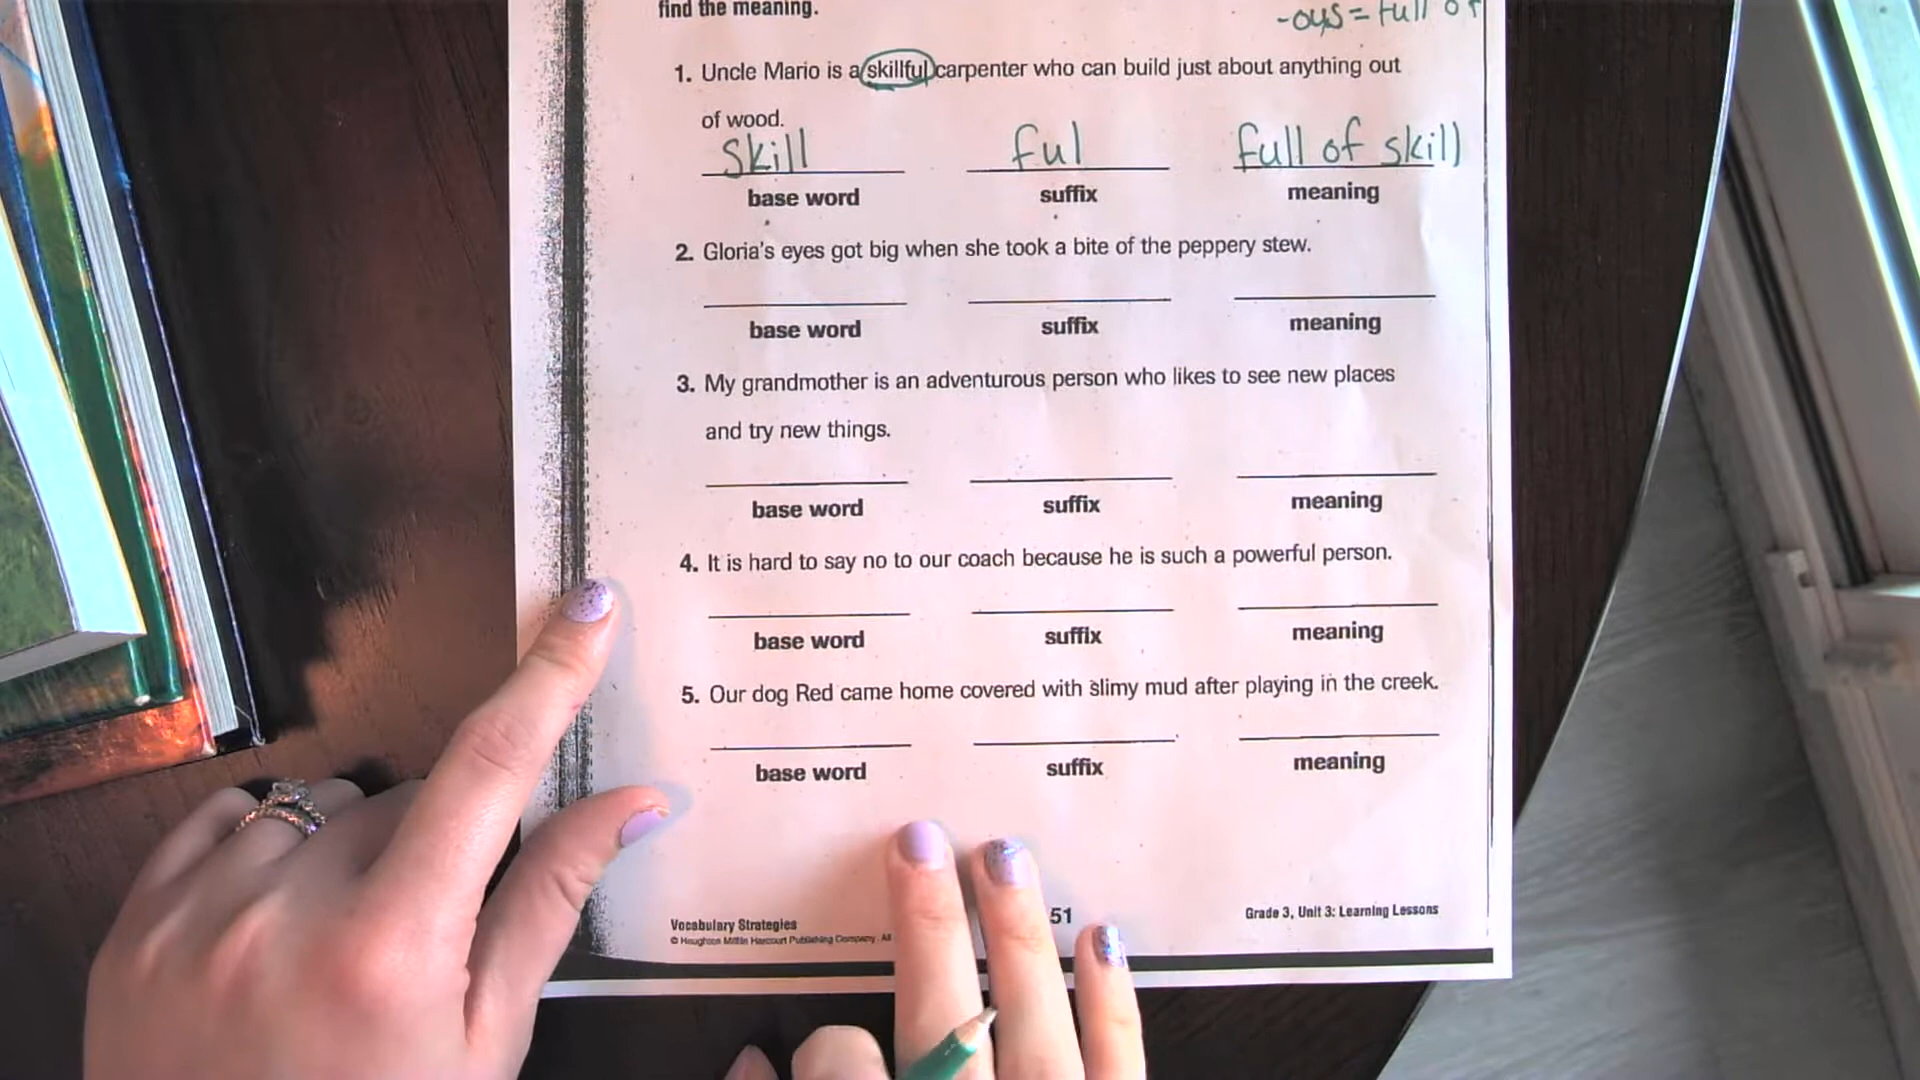 find the meaning.
-ous = full of
1. Uncle Mario is a skillful carpenter who can build just about anything out
of wood.
Skill ful full of skill
base word suffix meaning
2. Gloria's eyes got big when she took a bite of the peppery stew.
base word suffix meaning
3. My grandmother is an adventurous person who likes to see new places
and try new things.
base word suffix meaning
4. It is hard to say no to our coach because he is such a powerful person.
base word suffix meaning
5. Our dog Red came home covered with slimy mud after playing in the creek.
base word suffix meaning
Vocabulary Strategies 51 Grade 3, Unit 3: Learning Lessons
© Houghton Mifflin Harcourt Publishing Company. All